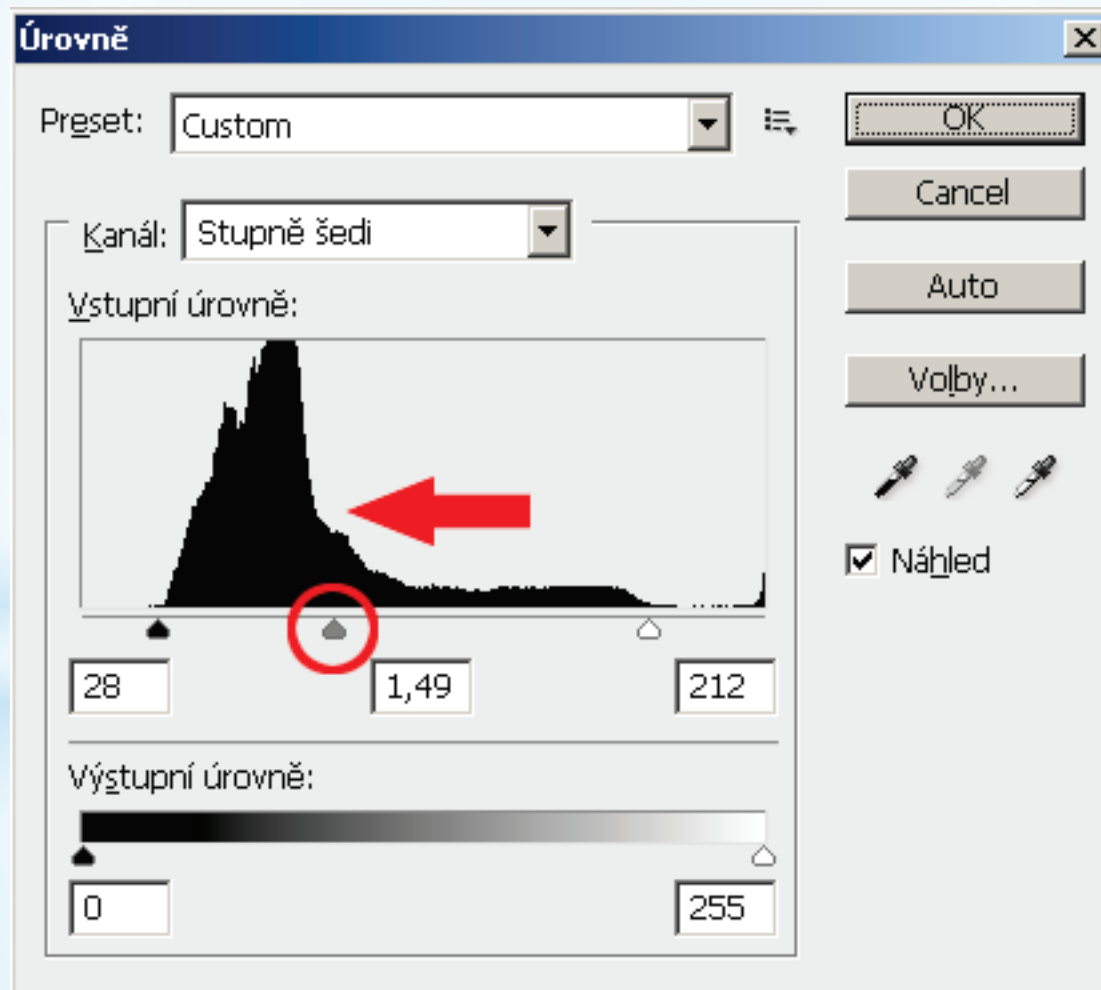 Úrovně
Preset: Custom
OK
Cancel
Kanál: Stupně šedi
Auto
Vstupní úrovně:
Volby...
Náhled
28 1,49 212
Výstupní úrovně:
0 255